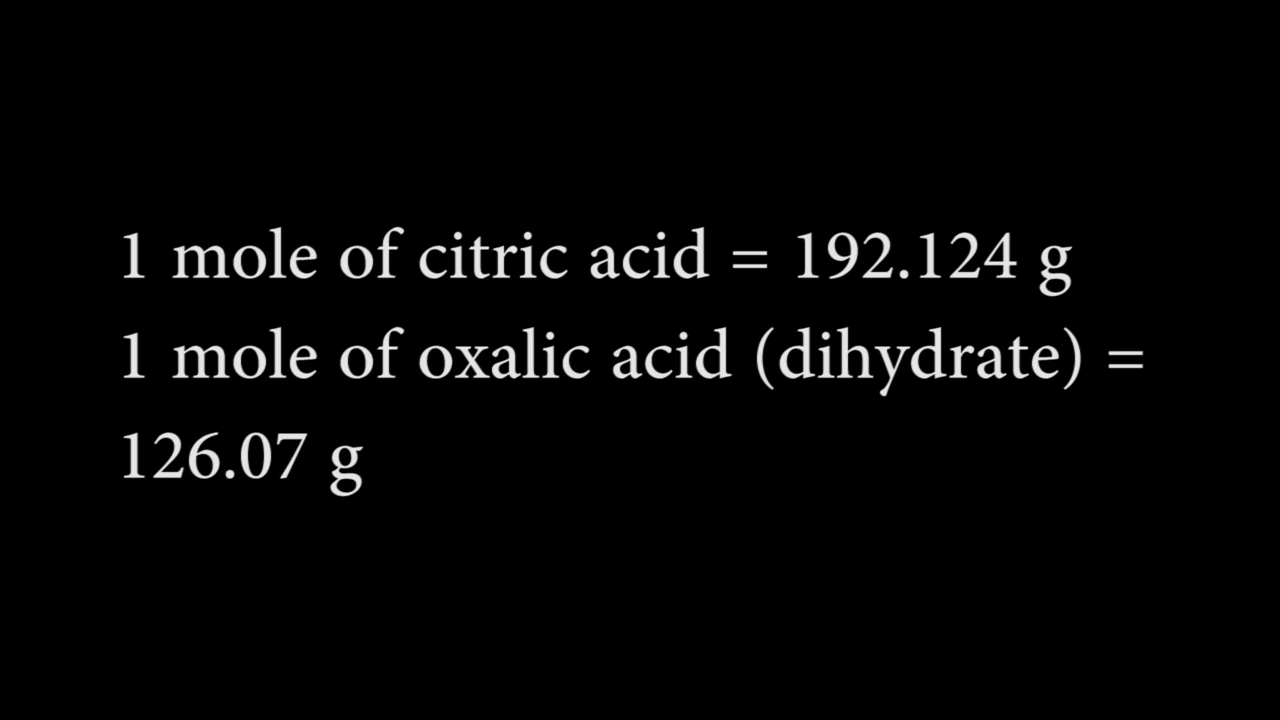 1 mole of citric acid = 192.124 g
1 mole of oxalic acid (dihydrate) =
126.07 g